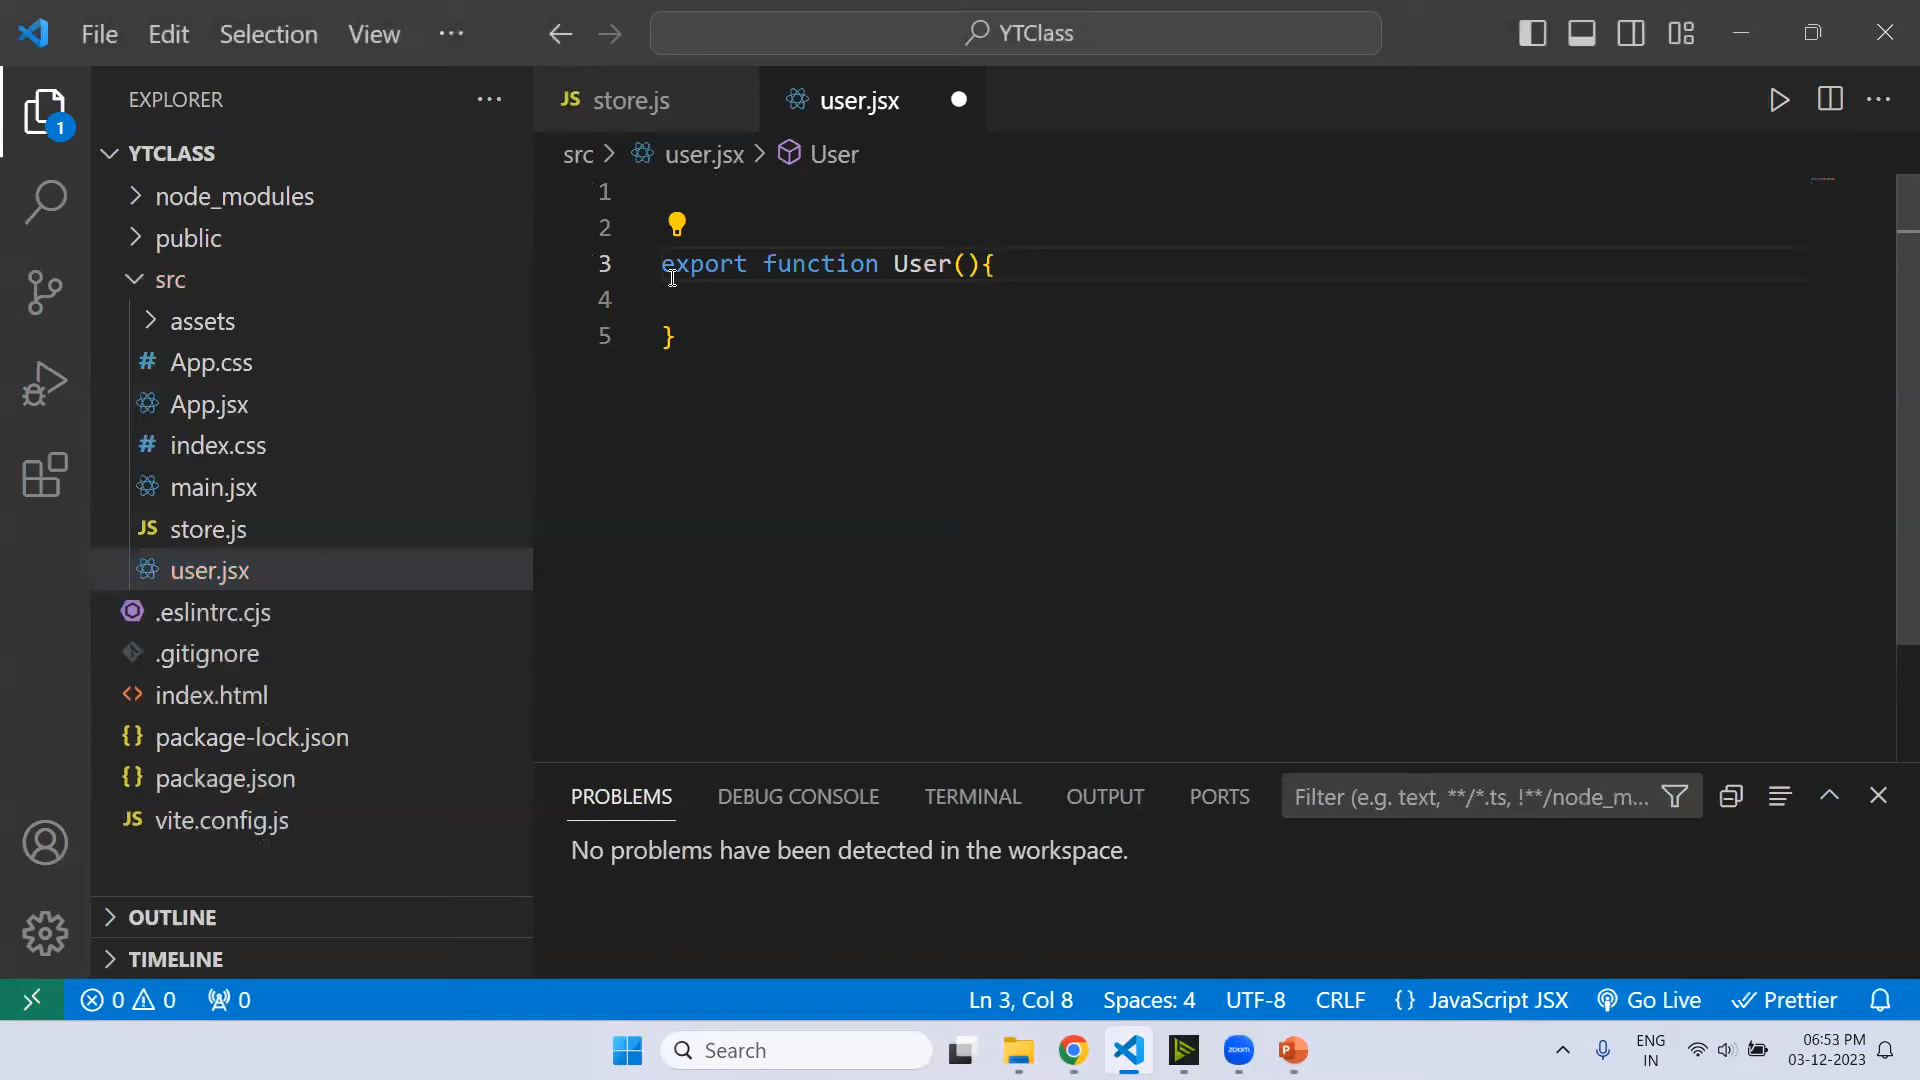 File Edit Selection View ··· YTClass
EXPLORER ···
1
YTCLASS
node_modules
public
src
assets
# App.css
App.jsx
# index.css
main.jsx
JS store.js
user.jsx
.eslintrc.cjs
.gitignore
<> index.html
{} package-lock.json
{} package.json
JS vite.config.js
OUTLINE
TIMELINE
JS store.js user.jsx
src > user.jsx > User
1
2
3 export function User(){
4
5 }
PROBLEMS DEBUG CONSOLE TERMINAL OUTPUT PORTS Filter (e.g. text, **/*.ts, !**/node_m...
No problems have been detected in the workspace.
0 0 0 Ln 3, Col 8 Spaces: 4 UTF-8 CRLF {} JavaScript JSX Go Live Prettier
Search zoom P ENG 06:53 PM
IN 03-12-2023